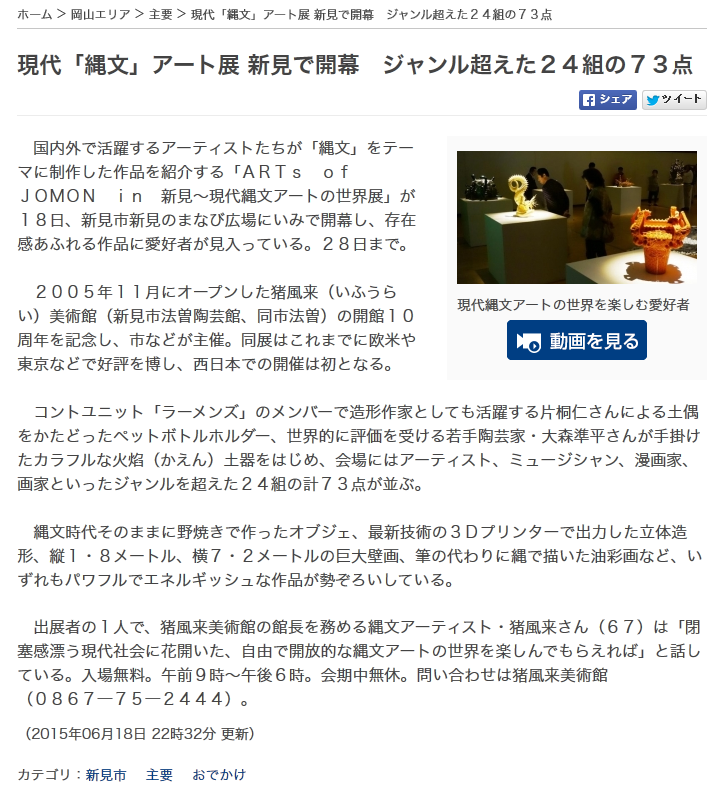 ホーム > 岡山エリア > 主要 > 現代「縄文」アート展 新見で開幕　ジャンル超えた２４組の７３点
現代「縄文」アート展 新見で開幕　ジャンル超えた２４組の７３点
シェア
ツイート
　国内外で活躍するアーティストたちが「縄文」をテー
マに制作した作品を紹介する「ＡＲＴｓ　ｏｆ
ＪＯＭＯＮ　ｉｎ　新見～現代縄文アートの世界展」が
１８日、新見市新見のまなび広場にいみで開幕し、存在
感あふれる作品に愛好者が見入っている。２８日まで。
　２００５年１１月にオープンした猪風来（いふうら
い）美術館（新見市法曽陶芸館、同市法曽）の開館１０
周年を記念し、市などが主催。同展はこれまでに欧米や
東京などで好評を博し、西日本での開催は初となる。
現代縄文アートの世界を楽しむ愛好者
動画を見る
　コントユニット「ラーメンズ」のメンバーで造形作家としても活躍する片桐仁さんによる土偶
をかたどったペットボトルホルダー、世界的に評価を受ける若手陶芸家・大森準平さんが手掛け
たカラフルな火焰（かえん）土器をはじめ、会場にはアーティスト、ミュージシャン、漫画家、
画家といったジャンルを超えた２４組の計７３点が並ぶ。
　縄文時代そのままに野焼きで作ったオブジェ、最新技術の３Ｄプリンターで出力した立体造
形、縦１・８メートル、横７・２メートルの巨大壁画、筆の代わりに縄で描いた油彩画など、い
ずれもパワフルでエネルギッシュな作品が勢ぞろいしている。
　出展者の１人で、猪風来美術館の館長を務める縄文アーティスト・猪風来さん（６７）は「閉
塞感漂う現代社会に花開いた、自由で開放的な縄文アートの世界を楽しんでもらえれば」と話し
ている。入場無料。午前９時～午後６時。会期中無休。問い合わせは猪風来美術館
（０８６７―７５―２４４４）。
（2015年06月18日 22時32分 更新）
カテゴリ：新見市　主要　おでかけ